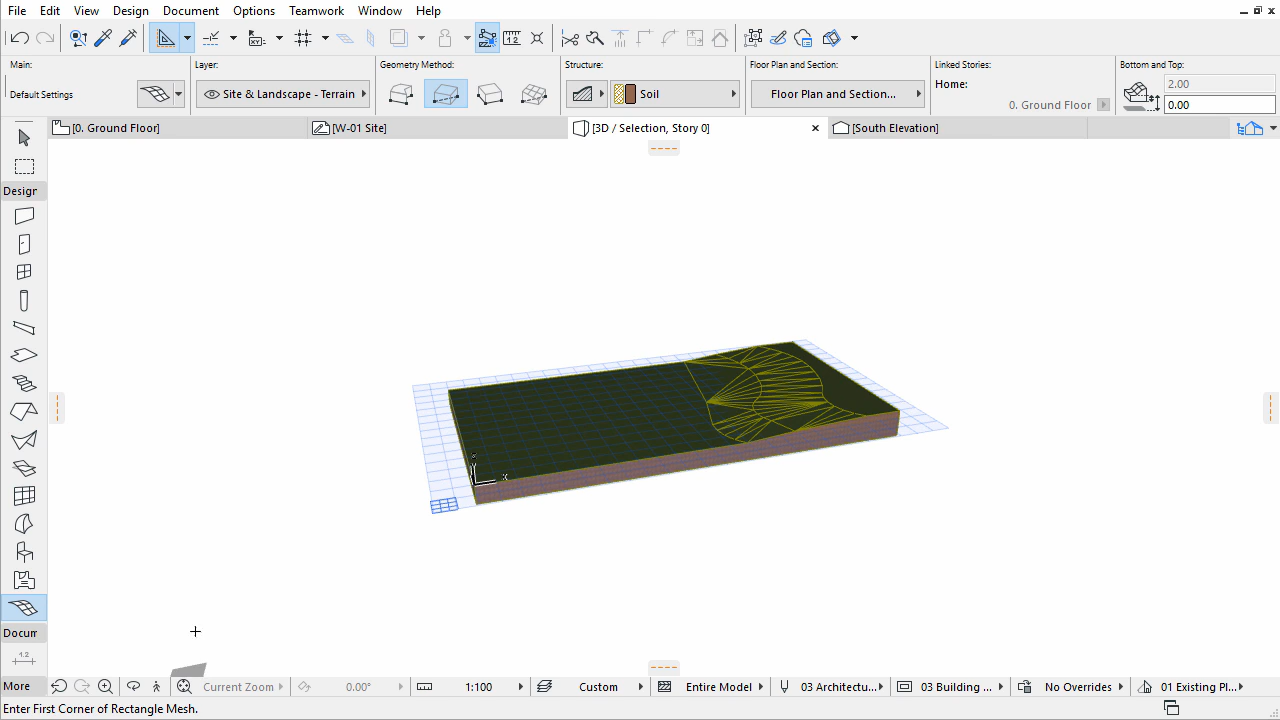 File Edit View Design Document Options Teamwork Window Help
Main: Layer: Geometry Method: Structure: Floor Plan and Section: Linked Stories: Bottom and Top:
Default Settings Site & Landscape - Terrain Soil Floor Plan and Section... Home: 2.00
0. Ground Floor 0.00
[0. Ground Floor] [W-01 Site] [3D / Selection, Story 0] [South Elevation]
Design
Docum
1.2
More Current Zoom 0.00° 1:100 Custom Entire Model 03 Architectu... 03 Building ... No Overrides 01 Existing Pl...
Enter First Corner of Rectangle Mesh.